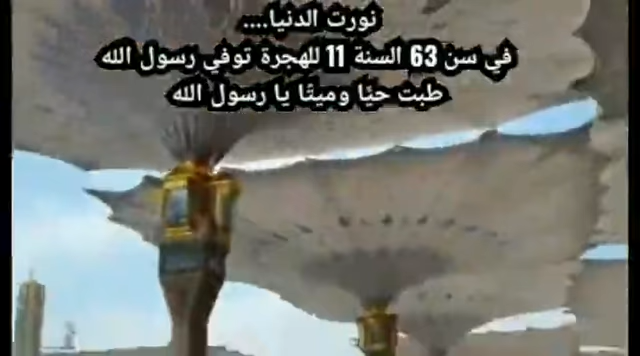 نورت الدنيا....
في سن 63 السنة 11 للهجرة توفي رسول الله
طبت حيًا وميتًا يا رسول الله